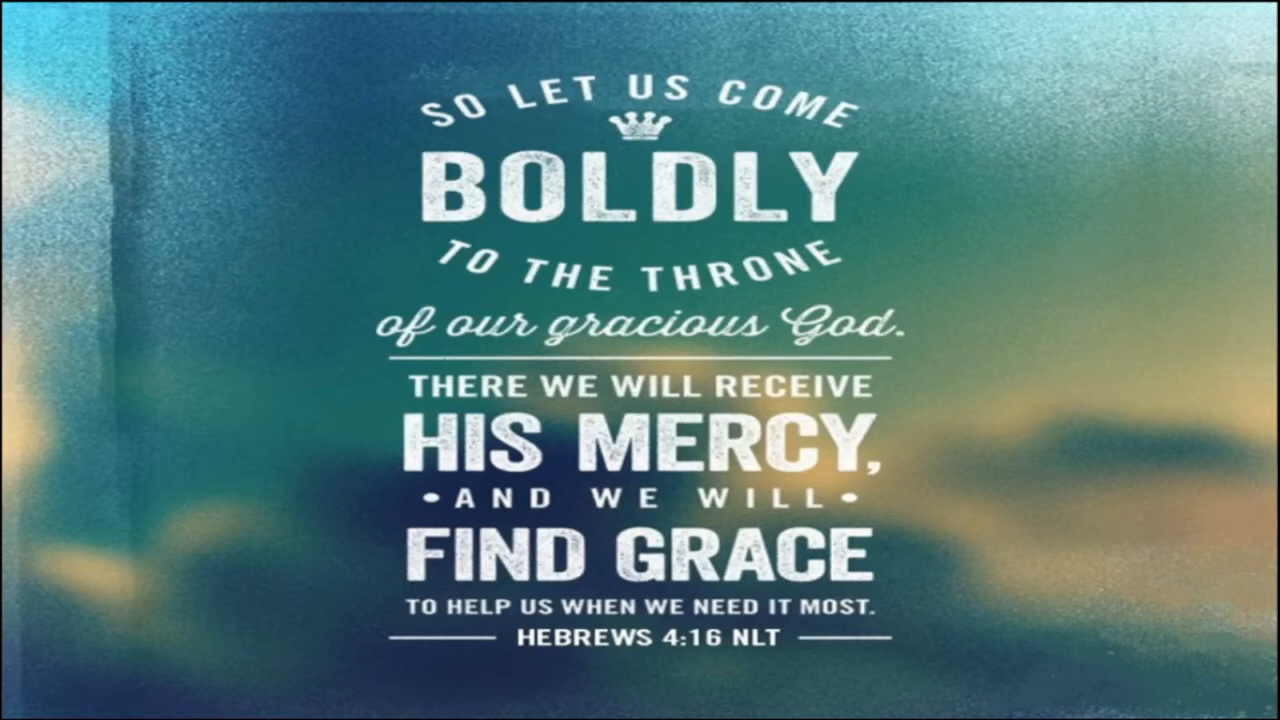 SO LET US COME
BOLDLY
TO THE THRONE
of our gracious God.
THERE WE WILL RECEIVE
HIS MERCY,
•AND WE WILL•
FIND GRACE
TO HELP US WHEN WE NEED IT MOST.
HEBREWS 4:16 NLT